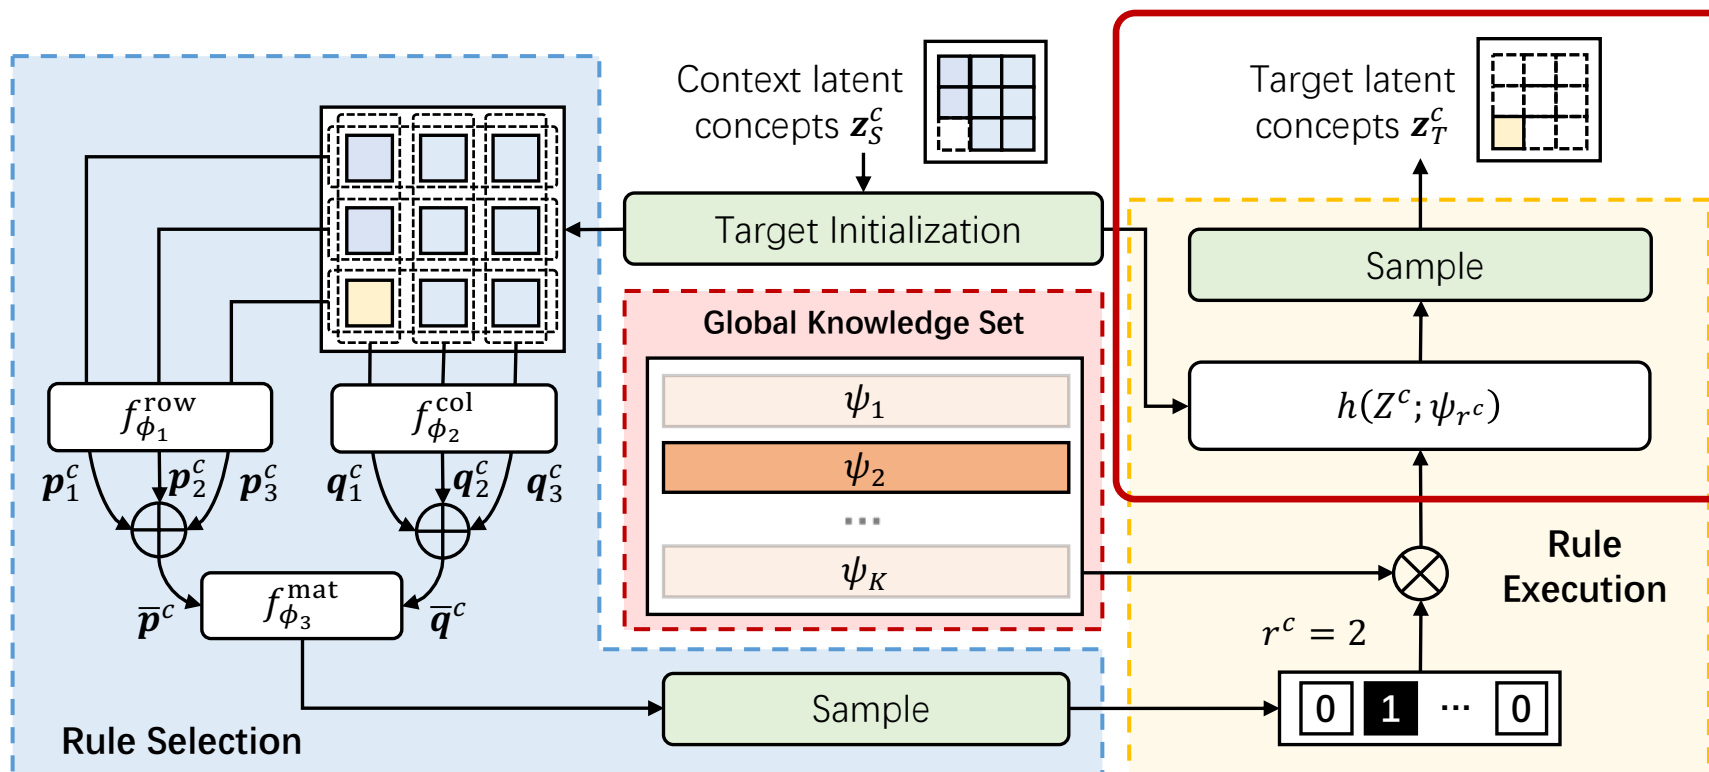 Context latent
concepts z_S^c
Target latent
concepts z_T^c
Target Initialization
Sample
Global Knowledge Set
ψ_1
ψ_2
...
ψ_K
h(Z^c; ψ_{r^c})
f_{ϕ_1}^{row}
f_{ϕ_2}^{col}
p_1^c p_2^c p_3^c
q_1^c q_2^c q_3^c
f_{ϕ_3}^{mat}
p̅^c
q̅^c
Rule
Execution
r^c = 2
Sample
0 1 ... 0
Rule Selection